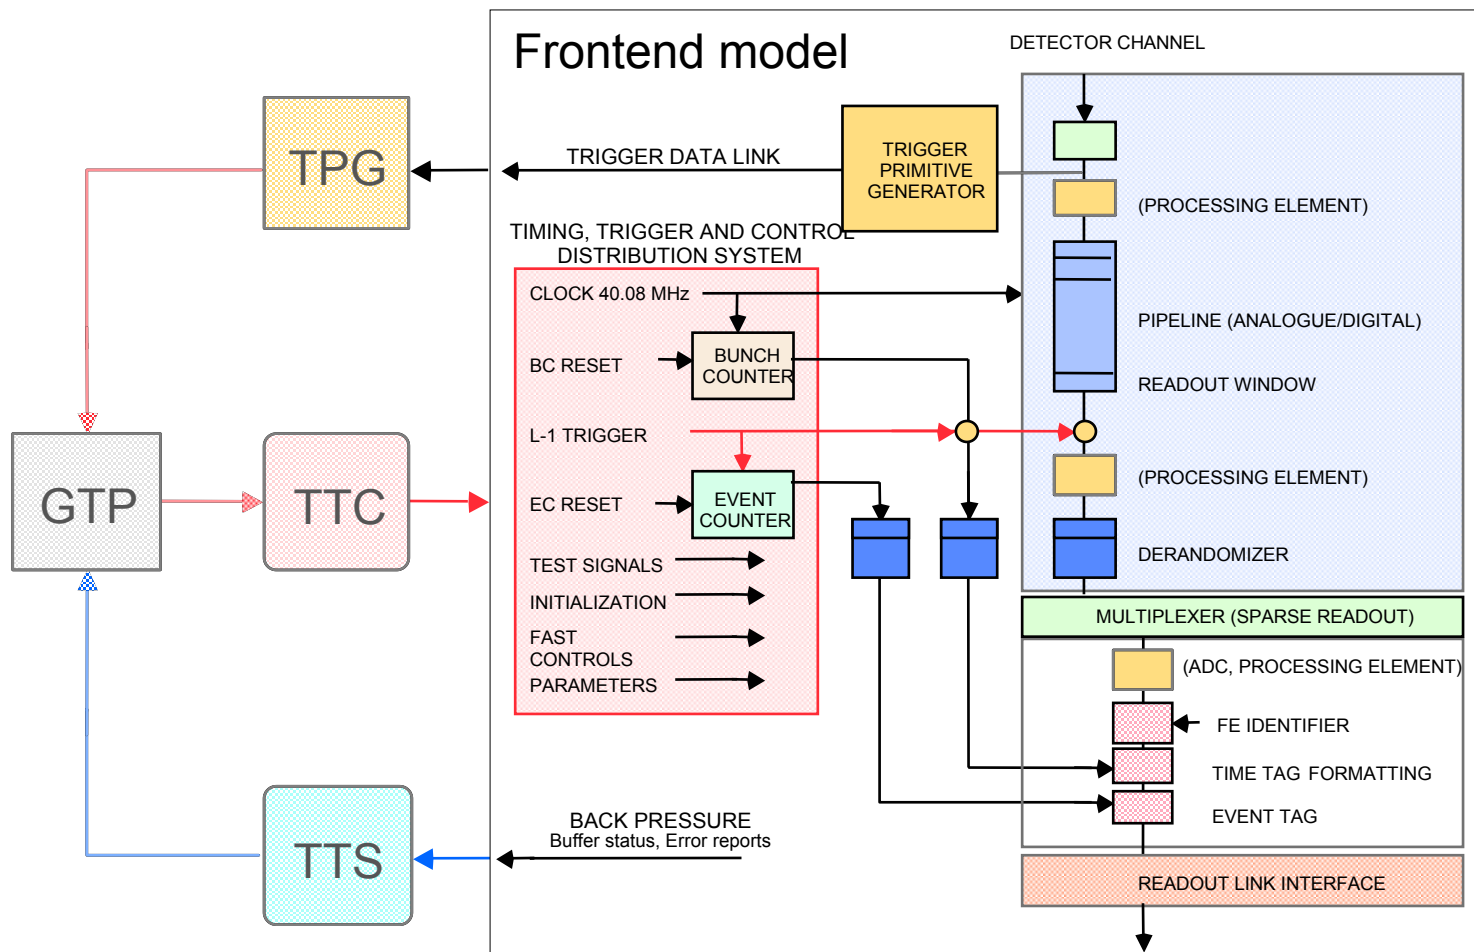 Frontend model
DETECTOR CHANNEL
TPG
TRIGGER DATA LINK
TRIGGER
PRIMITIVE
GENERATOR
(PROCESSING ELEMENT)
TIMING, TRIGGER AND CONTROL
DISTRIBUTION SYSTEM
CLOCK 40.08 MHz
PIPELINE (ANALOGUE/DIGITAL)
BC RESET
BUNCH
COUNTER
READOUT WINDOW
L-1 TRIGGER
GTP
TTC
EC RESET
EVENT
COUNTER
(PROCESSING ELEMENT)
TEST SIGNALS
DERANDOMIZER
INITIALIZATION
MULTIPLEXER (SPARSE READOUT)
FAST
CONTROLS
PARAMETERS
(ADC, PROCESSING ELEMENT)
FE IDENTIFIER
TIME TAG FORMATTING
EVENT TAG
TTS
BACK PRESSURE
Buffer status, Error reports
READOUT LINK INTERFACE